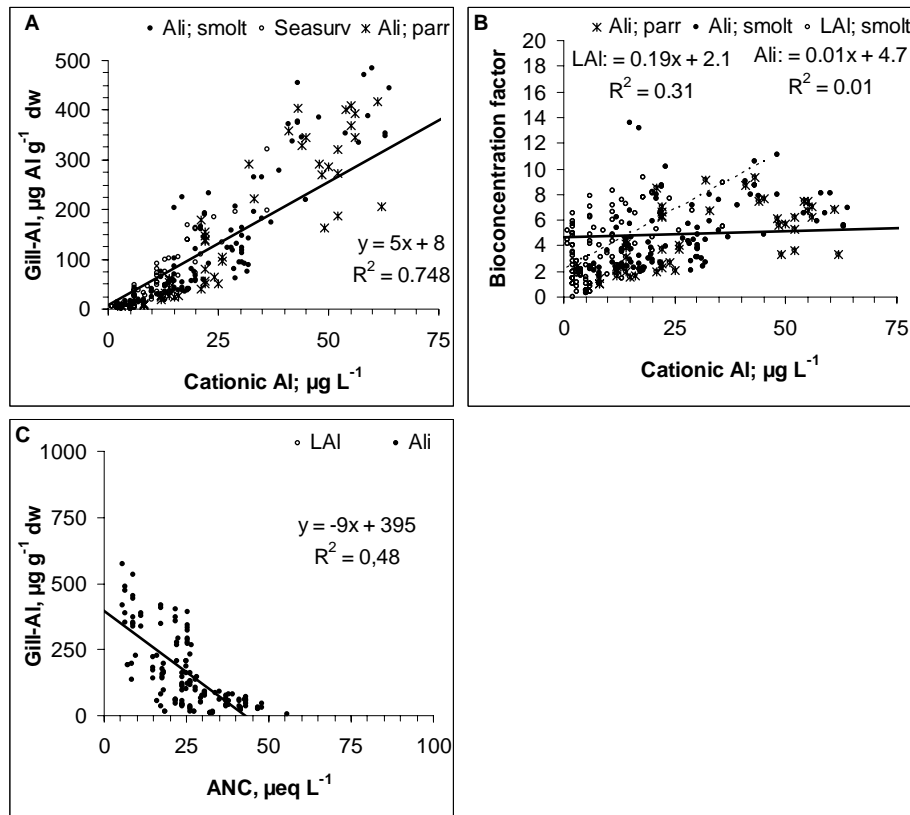 A
• Ali; smolt ○ Seasurv ж Ali; parr
500
400
300
200
100
0
Gill-Al, µg Al g-1 dw
y = 5x + 8
R2 = 0.748
0 25 50 75
Cationic Al; µg L-1
B
ж Ali; parr • Ali; smolt ○ LAl; smolt
20
18
16
14
12
10
8
6
4
2
0
Bioconcentration factor
LAl: = 0.19x + 2.1
R2 = 0.31
Ali: = 0.01x + 4.7
R2 = 0.01
0 25 50 75
Cationic Al; µg L-1
C
○ LAl • Ali
1000
750
500
250
0
Gill-Al, µg g-1 dw
y = -9x + 395
R2 = 0,48
0 25 50 75 100
ANC, µeq L-1